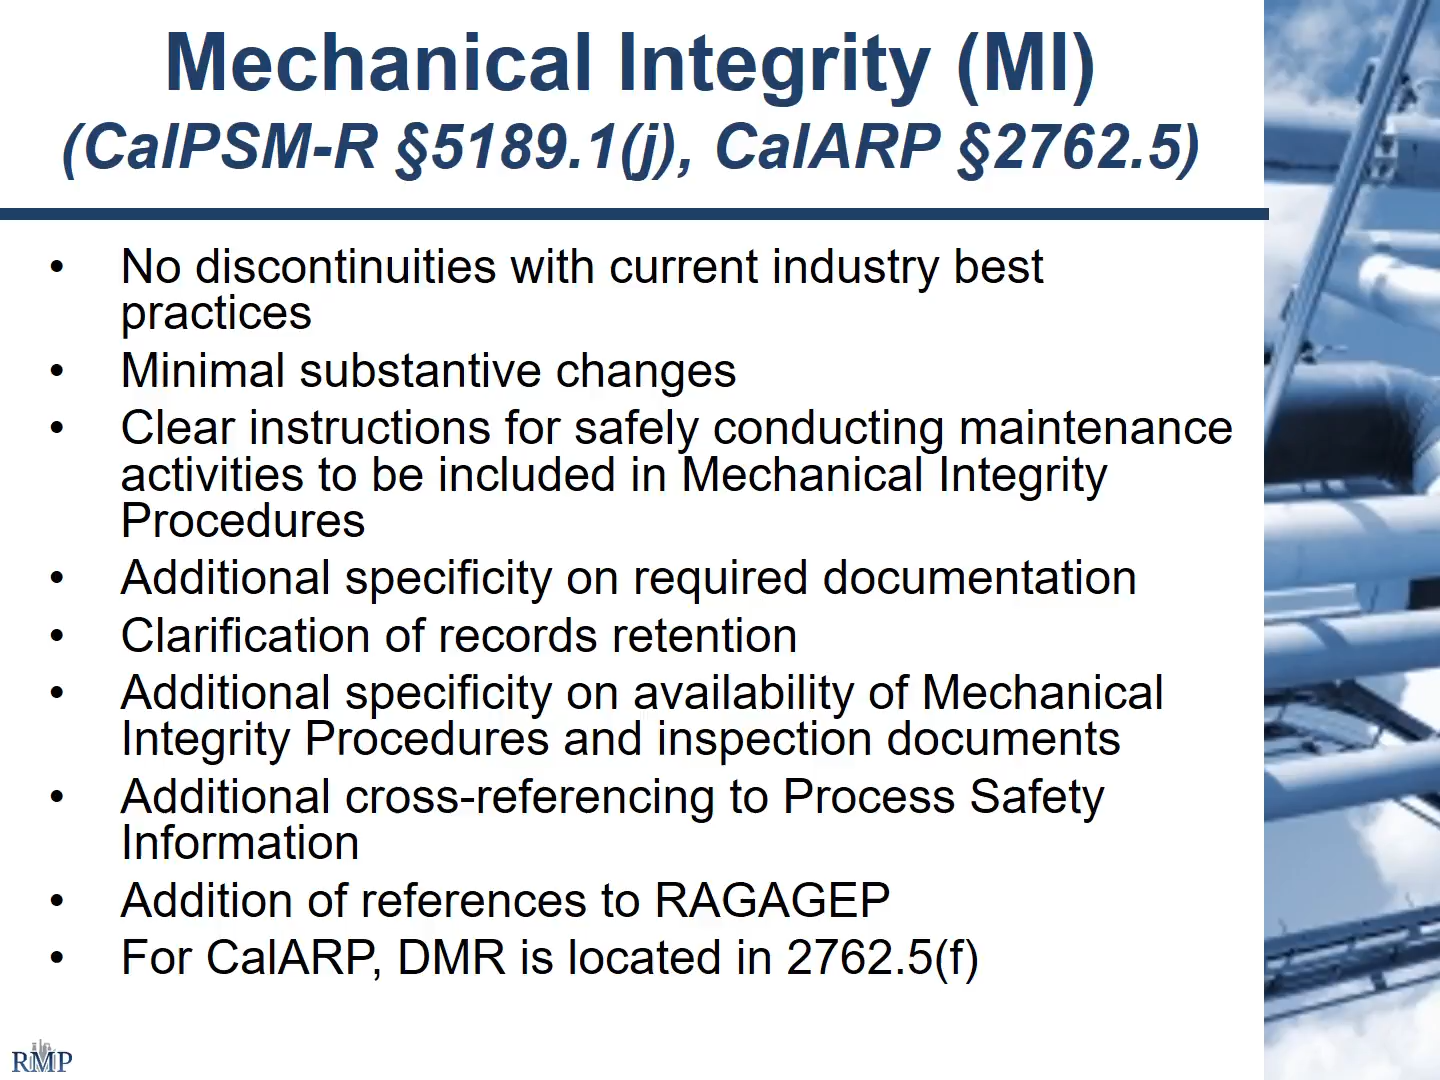 Mechanical Integrity (MI)
(CalPSM-R §5189.1(j), CalARP §2762.5)
• No discontinuities with current industry best
practices
• Minimal substantive changes
• Clear instructions for safely conducting maintenance
activities to be included in Mechanical Integrity
Procedures
• Additional specificity on required documentation
• Clarification of records retention
• Additional specificity on availability of Mechanical
Integrity Procedures and inspection documents
• Additional cross-referencing to Process Safety
Information
• Addition of references to RAGAGEP
• For CalARP, DMR is located in 2762.5(f)
RMP